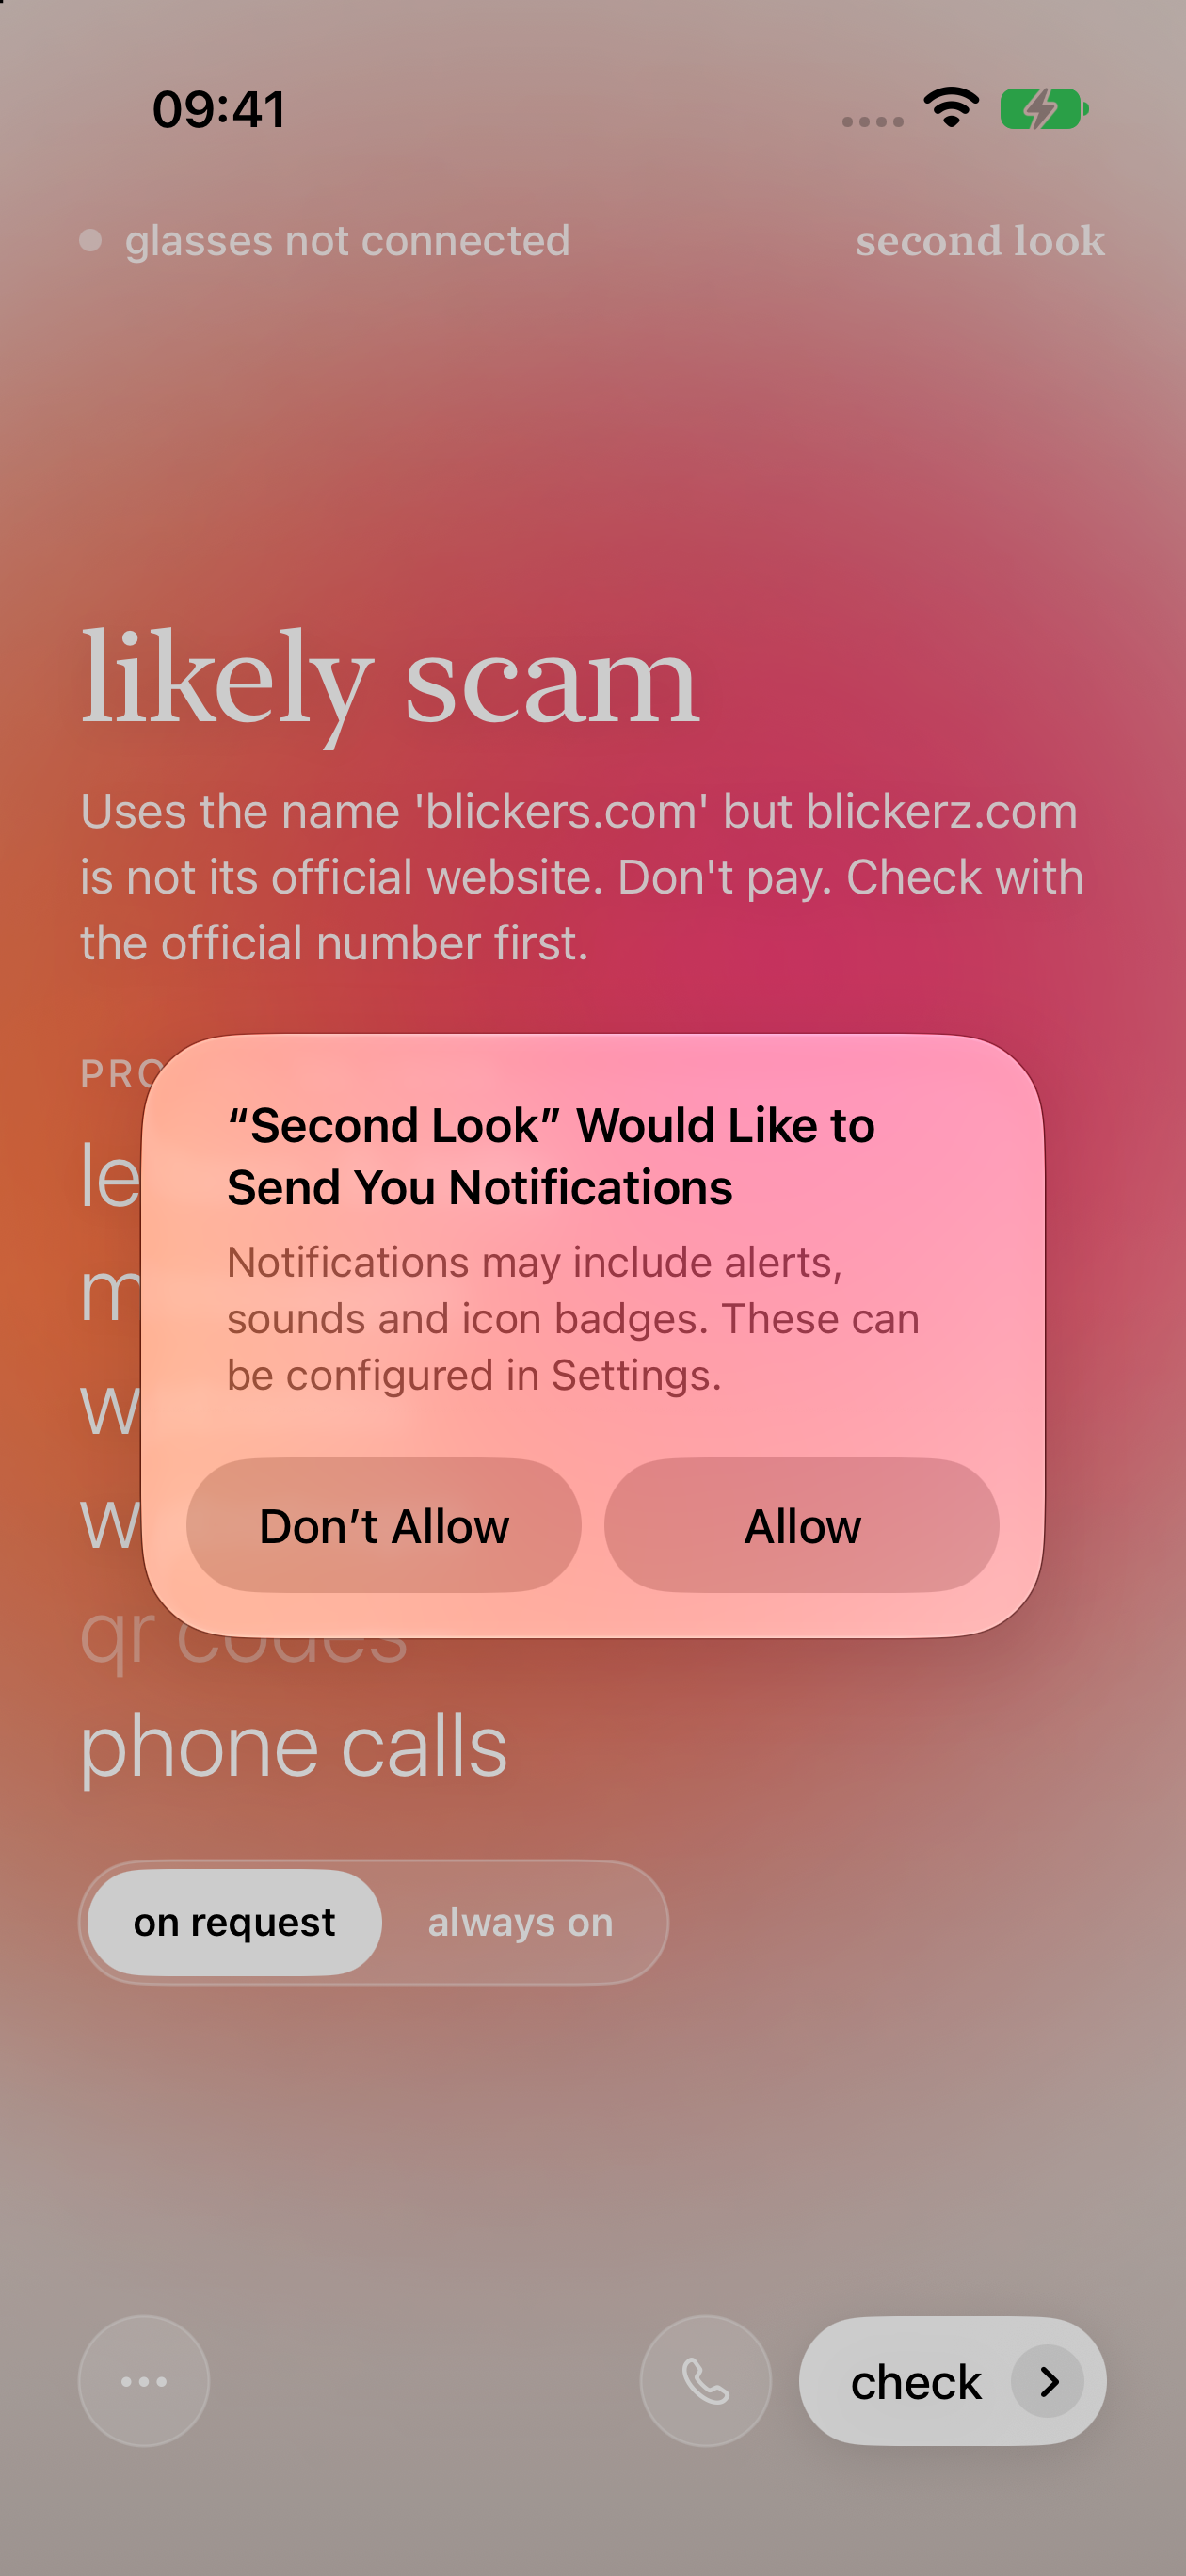 09:41
glasses not connected
second look
likely scam
Uses the name 'blickers.com' but blickerz.com
is not its official website. Don't pay. Check with
the official number first.
“Second Look” Would Like to
Send You Notifications
Notifications may include alerts,
sounds and icon badges. These can
be configured in Settings.
Don’t Allow
Allow
qr codes
phone calls
on request
always on
check